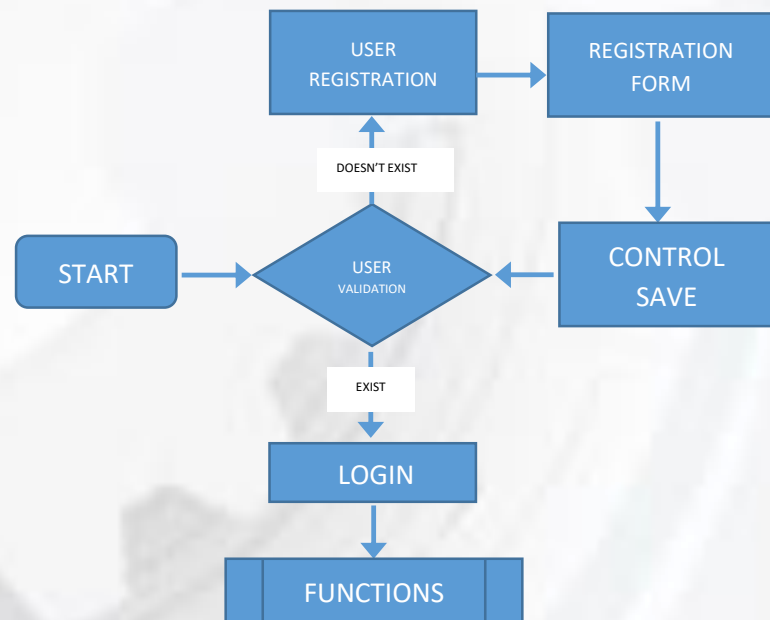 USER
REGISTRATION
REGISTRATION
FORM
DOESN'T EXIST
START
USER
VALIDATION
CONTROL
SAVE
EXIST
LOGIN
FUNCTIONS